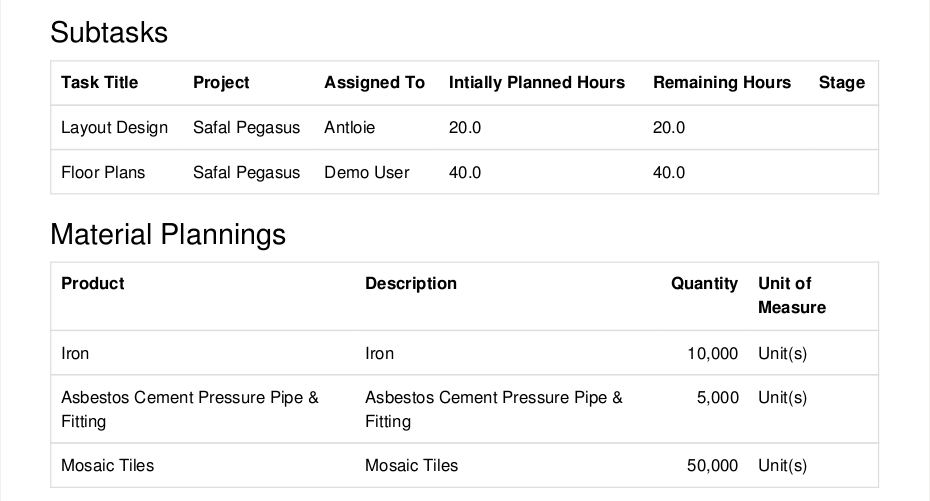 Subtasks
Task Title Project Assigned To Intially Planned Hours Remaining Hours Stage
Layout Design Safal Pegasus Antloie 20.0 20.0
Floor Plans Safal Pegasus Demo User 40.0 40.0
Material Plannings
Product Description Quantity Unit of
Measure
Iron Iron 10,000 Unit(s)
Asbestos Cement Pressure Pipe & Asbestos Cement Pressure Pipe & 5,000 Unit(s)
Fitting Fitting
Mosaic Tiles Mosaic Tiles 50,000 Unit(s)